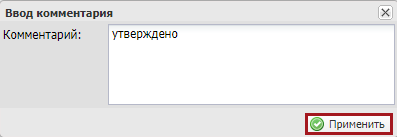 Ввод комментария
Комментарий: утверждено
Применить